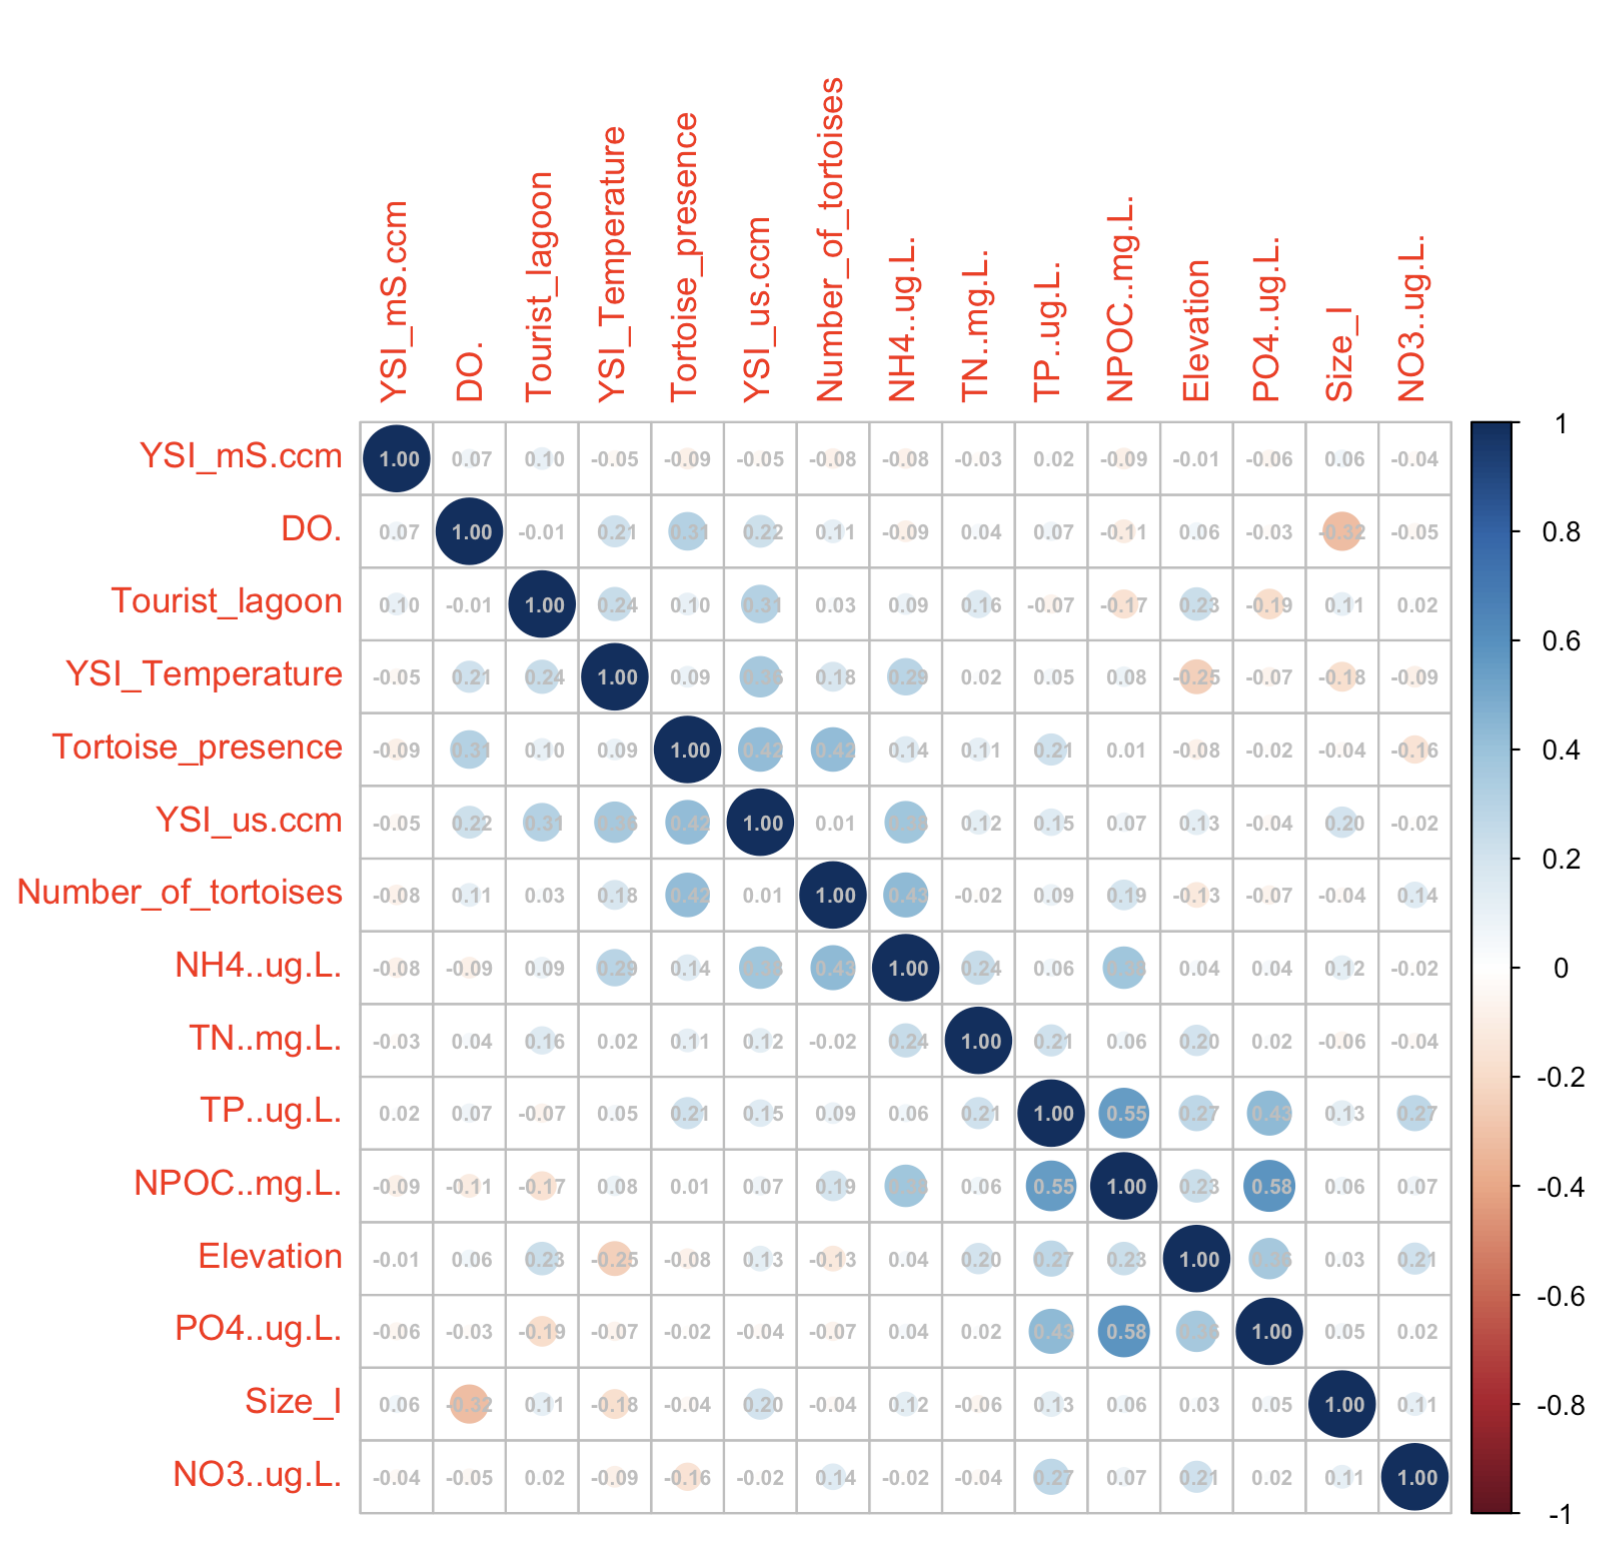 YSI_mS.ccm DO. Tourist_lagoon YSI_Temperature Tortoise_presence YSI_us.ccm Number_of_tortoises NH4..ug.L. TN..mg.L. TP..ug.L. NPOC..mg.L. Elevation PO4..ug.L. Size_I NO3..ug.L.
YSI_mS.ccm 1.00 0.07 0.10 -0.05 -0.09 -0.05 -0.08 -0.08 -0.03 0.02 -0.09 -0.01 -0.06 0.06 -0.04
DO. 0.07 1.00 -0.01 0.21 0.31 0.22 0.11 -0.09 0.04 0.07 -0.11 0.06 -0.03 -0.32 -0.05
Tourist_lagoon 0.10 -0.01 1.00 0.24 0.10 0.31 0.03 0.09 0.16 -0.07 -0.17 0.23 -0.19 0.11 0.02
YSI_Temperature -0.05 0.21 0.24 1.00 0.09 0.18 0.29 0.02 0.05 0.08 -0.25 -0.07 -0.18 -0.09
Tortoise_presence -0.09 0.31 0.10 0.09 1.00 0.42 0.42 0.14 0.11 0.21 0.01 -0.08 -0.02 -0.04 -0.16
YSI_us.ccm -0.05 0.22 0.31 0.42 1.00 0.01 0.12 0.15 0.07 0.13 -0.04 0.20 -0.02
Number_of_tortoises -0.08 0.11 0.03 0.18 0.42 0.01 1.00 0.43 -0.02 0.09 0.19 -0.13 -0.07 -0.04 0.14
NH4..ug.L. -0.08 -0.09 0.09 0.29 0.14 0.43 1.00 0.24 0.06 0.04 0.04 0.12 -0.02
TN..mg.L. -0.03 0.04 0.16 0.02 0.11 0.12 -0.02 0.24 1.00 0.21 0.06 0.20 0.02 -0.06 -0.04
TP..ug.L. 0.02 0.07 -0.07 0.05 0.21 0.15 0.09 0.06 0.21 1.00 0.55 0.27 0.43 0.13 0.27
NPOC..mg.L. -0.09 -0.11 -0.17 0.08 0.01 0.07 0.19 0.06 0.55 1.00 0.23 0.58 0.06 0.07
Elevation -0.01 0.06 0.23 -0.25 -0.08 0.13 -0.13 0.04 0.20 0.27 0.23 1.00 0.03 0.21
PO4..ug.L. -0.06 -0.03 -0.19 -0.07 -0.02 -0.04 -0.07 0.04 0.02 0.43 0.58 1.00 0.05 0.02
Size_I 0.06 -0.32 0.11 -0.18 -0.04 0.20 -0.04 0.12 -0.06 0.13 0.06 0.03 0.05 1.00 0.11
NO3..ug.L. -0.04 -0.05 0.02 -0.09 -0.16 -0.02 0.14 -0.02 -0.04 0.27 0.07 0.21 0.02 0.11 1.00
1
0.8
0.6
0.4
0.2
0
-0.2
-0.4
-0.6
-0.8
-1